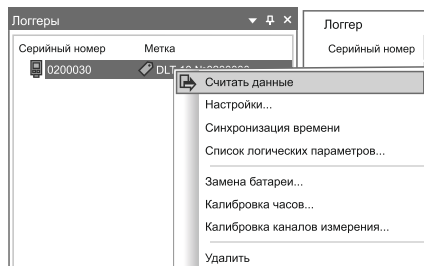 Логгеры
Логгер
Серийный номер Метка
Серийный номер
0200030
Считать данные
Настройки...
Синхронизация времени
Список логических параметров...
Замена батареи...
Калибровка часов...
Калибровка каналов измерения...
Удалить